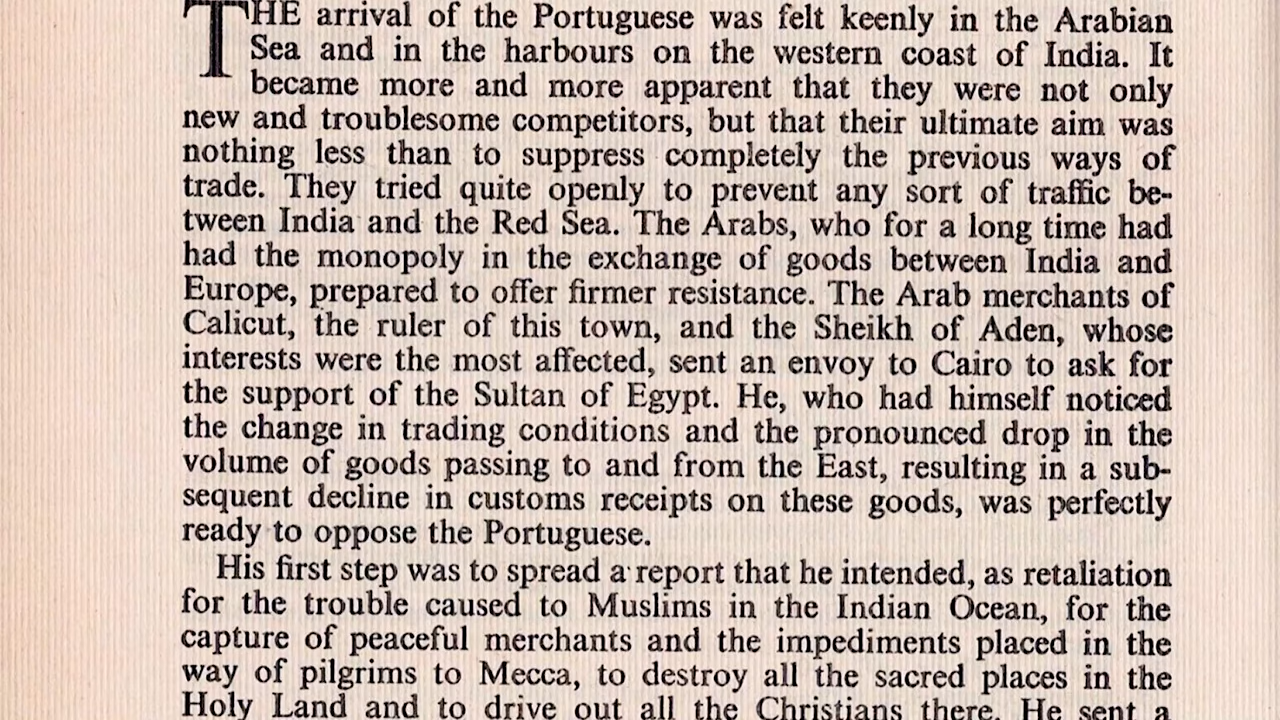 THE arrival of the Portuguese was felt keenly in the Arabian
Sea and in the harbours on the western coast of India. It
became more and more apparent that they were not only
new and troublesome competitors, but that their ultimate aim was
nothing less than to suppress completely the previous ways of
trade. They tried quite openly to prevent any sort of traffic be-
tween India and the Red Sea. The Arabs, who for a long time had
had the monopoly in the exchange of goods between India and
Europe, prepared to offer firmer resistance. The Arab merchants of
Calicut, the ruler of this town, and the Sheikh of Aden, whose
interests were the most affected, sent an envoy to Cairo to ask for
the support of the Sultan of Egypt. He, who had himself noticed
the change in trading conditions and the pronounced drop in the
volume of goods passing to and from the East, resulting in a sub-
sequent decline in customs receipts on these goods, was perfectly
ready to oppose the Portuguese.
His first step was to spread a report that he intended, as retaliation
for the trouble caused to Muslims in the Indian Ocean, for the
capture of peaceful merchants and the impediments placed in the
way of pilgrims to Mecca, to destroy all the sacred places in the
Holy Land and to drive out all the Christians there. He sent a